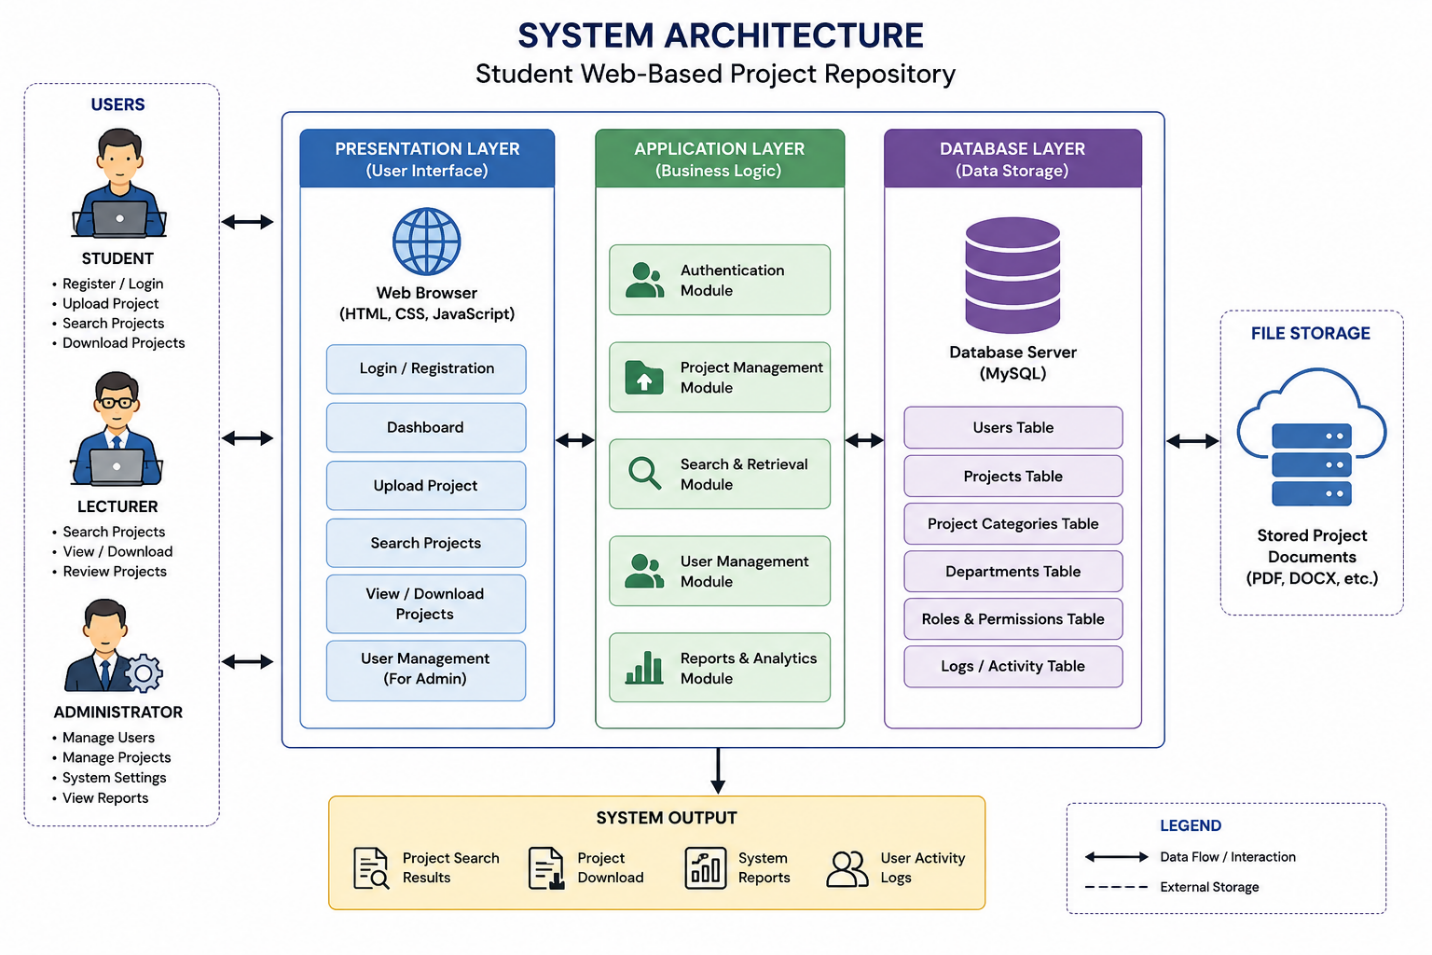 SYSTEM ARCHITECTURE
Student Web-Based Project Repository
USERS
STUDENT
• Register / Login
• Upload Project
• Search Projects
• Download Projects
LECTURER
• Search Projects
• View / Download
• Review Projects
ADMINISTRATOR
• Manage Users
• Manage Projects
• System Settings
• View Reports
PRESENTATION LAYER
(User Interface)
Web Browser
(HTML, CSS, JavaScript)
Login / Registration
Dashboard
Upload Project
Search Projects
View / Download
Projects
User Management
(For Admin)
APPLICATION LAYER
(Business Logic)
Authentication
Module
Project Management
Module
Search & Retrieval
Module
User Management
Module
Reports & Analytics
Module
DATABASE LAYER
(Data Storage)
Database Server
(MySQL)
Users Table
Projects Table
Project Categories Table
Departments Table
Roles & Permissions Table
Logs / Activity Table
FILE STORAGE
Stored Project
Documents
(PDF, DOCX, etc.)
SYSTEM OUTPUT
Project Search
Results
Project
Download
System
Reports
User Activity
Logs
LEGEND
Data Flow / Interaction
External Storage